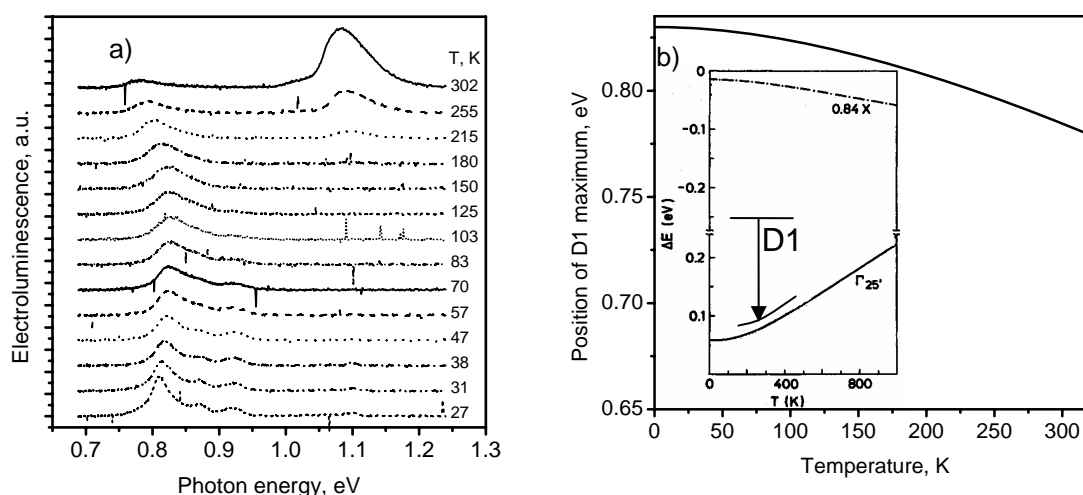 a)
T, K
302
255
215
180
150
125
103
83
70
57
47
38
31
27
Electroluminescence, a.u.
0.7 0.8 0.9 1.0 1.1 1.2 1.3
Photon energy, eV
b)
0.80
0.75
0.70
0.65
Position of D1 maximum, eV
0 50 100 150 200 250 300
Temperature, K
0
-0.1
-0.2
0.2
0.1
ΔE (eV)
0.84 X
D1
Γ25'
0 400 800
T (K)